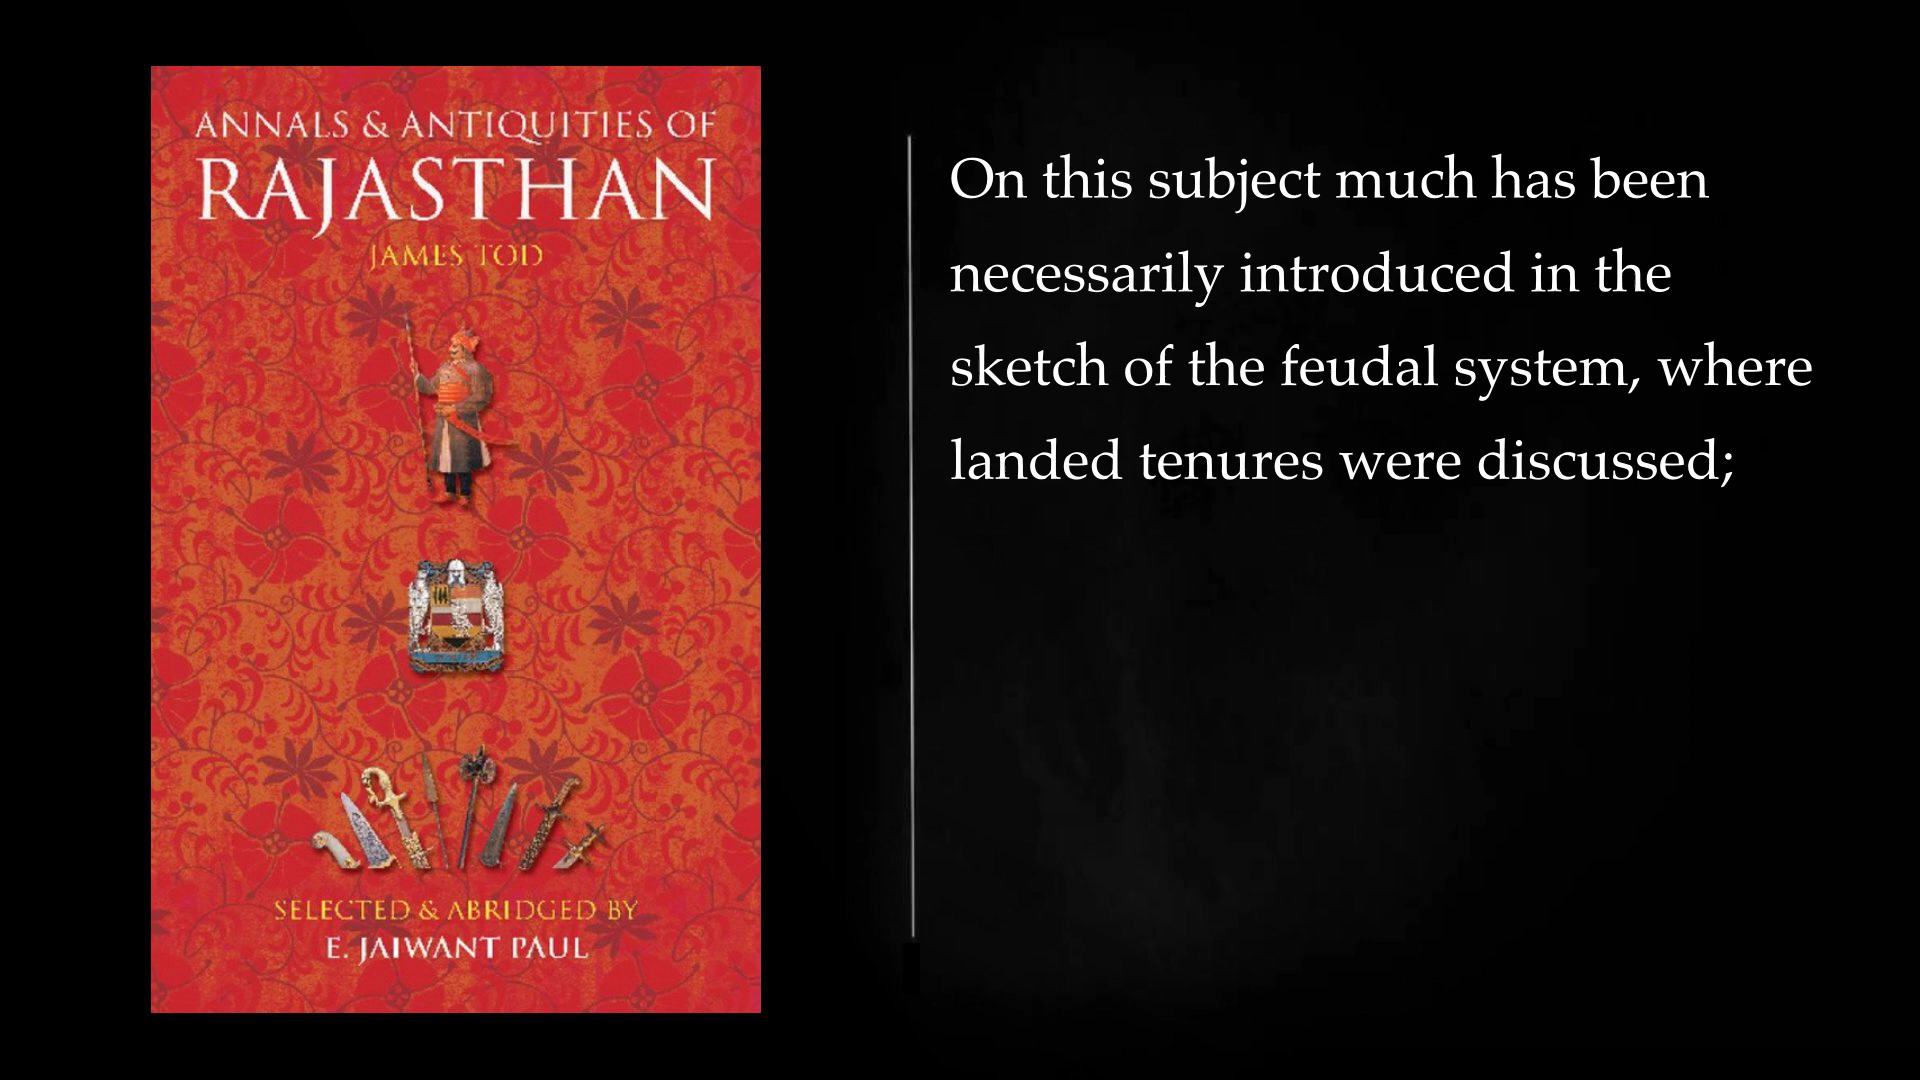 ANNALS & ANTIQUITIES OF
RAJASTHAN
JAMES TOD
SELECTED & ABRIDGED BY
E. JAIWANT PAUL
On this subject much has been
necessarily introduced in the
sketch of the feudal system, where
landed tenures were discussed;